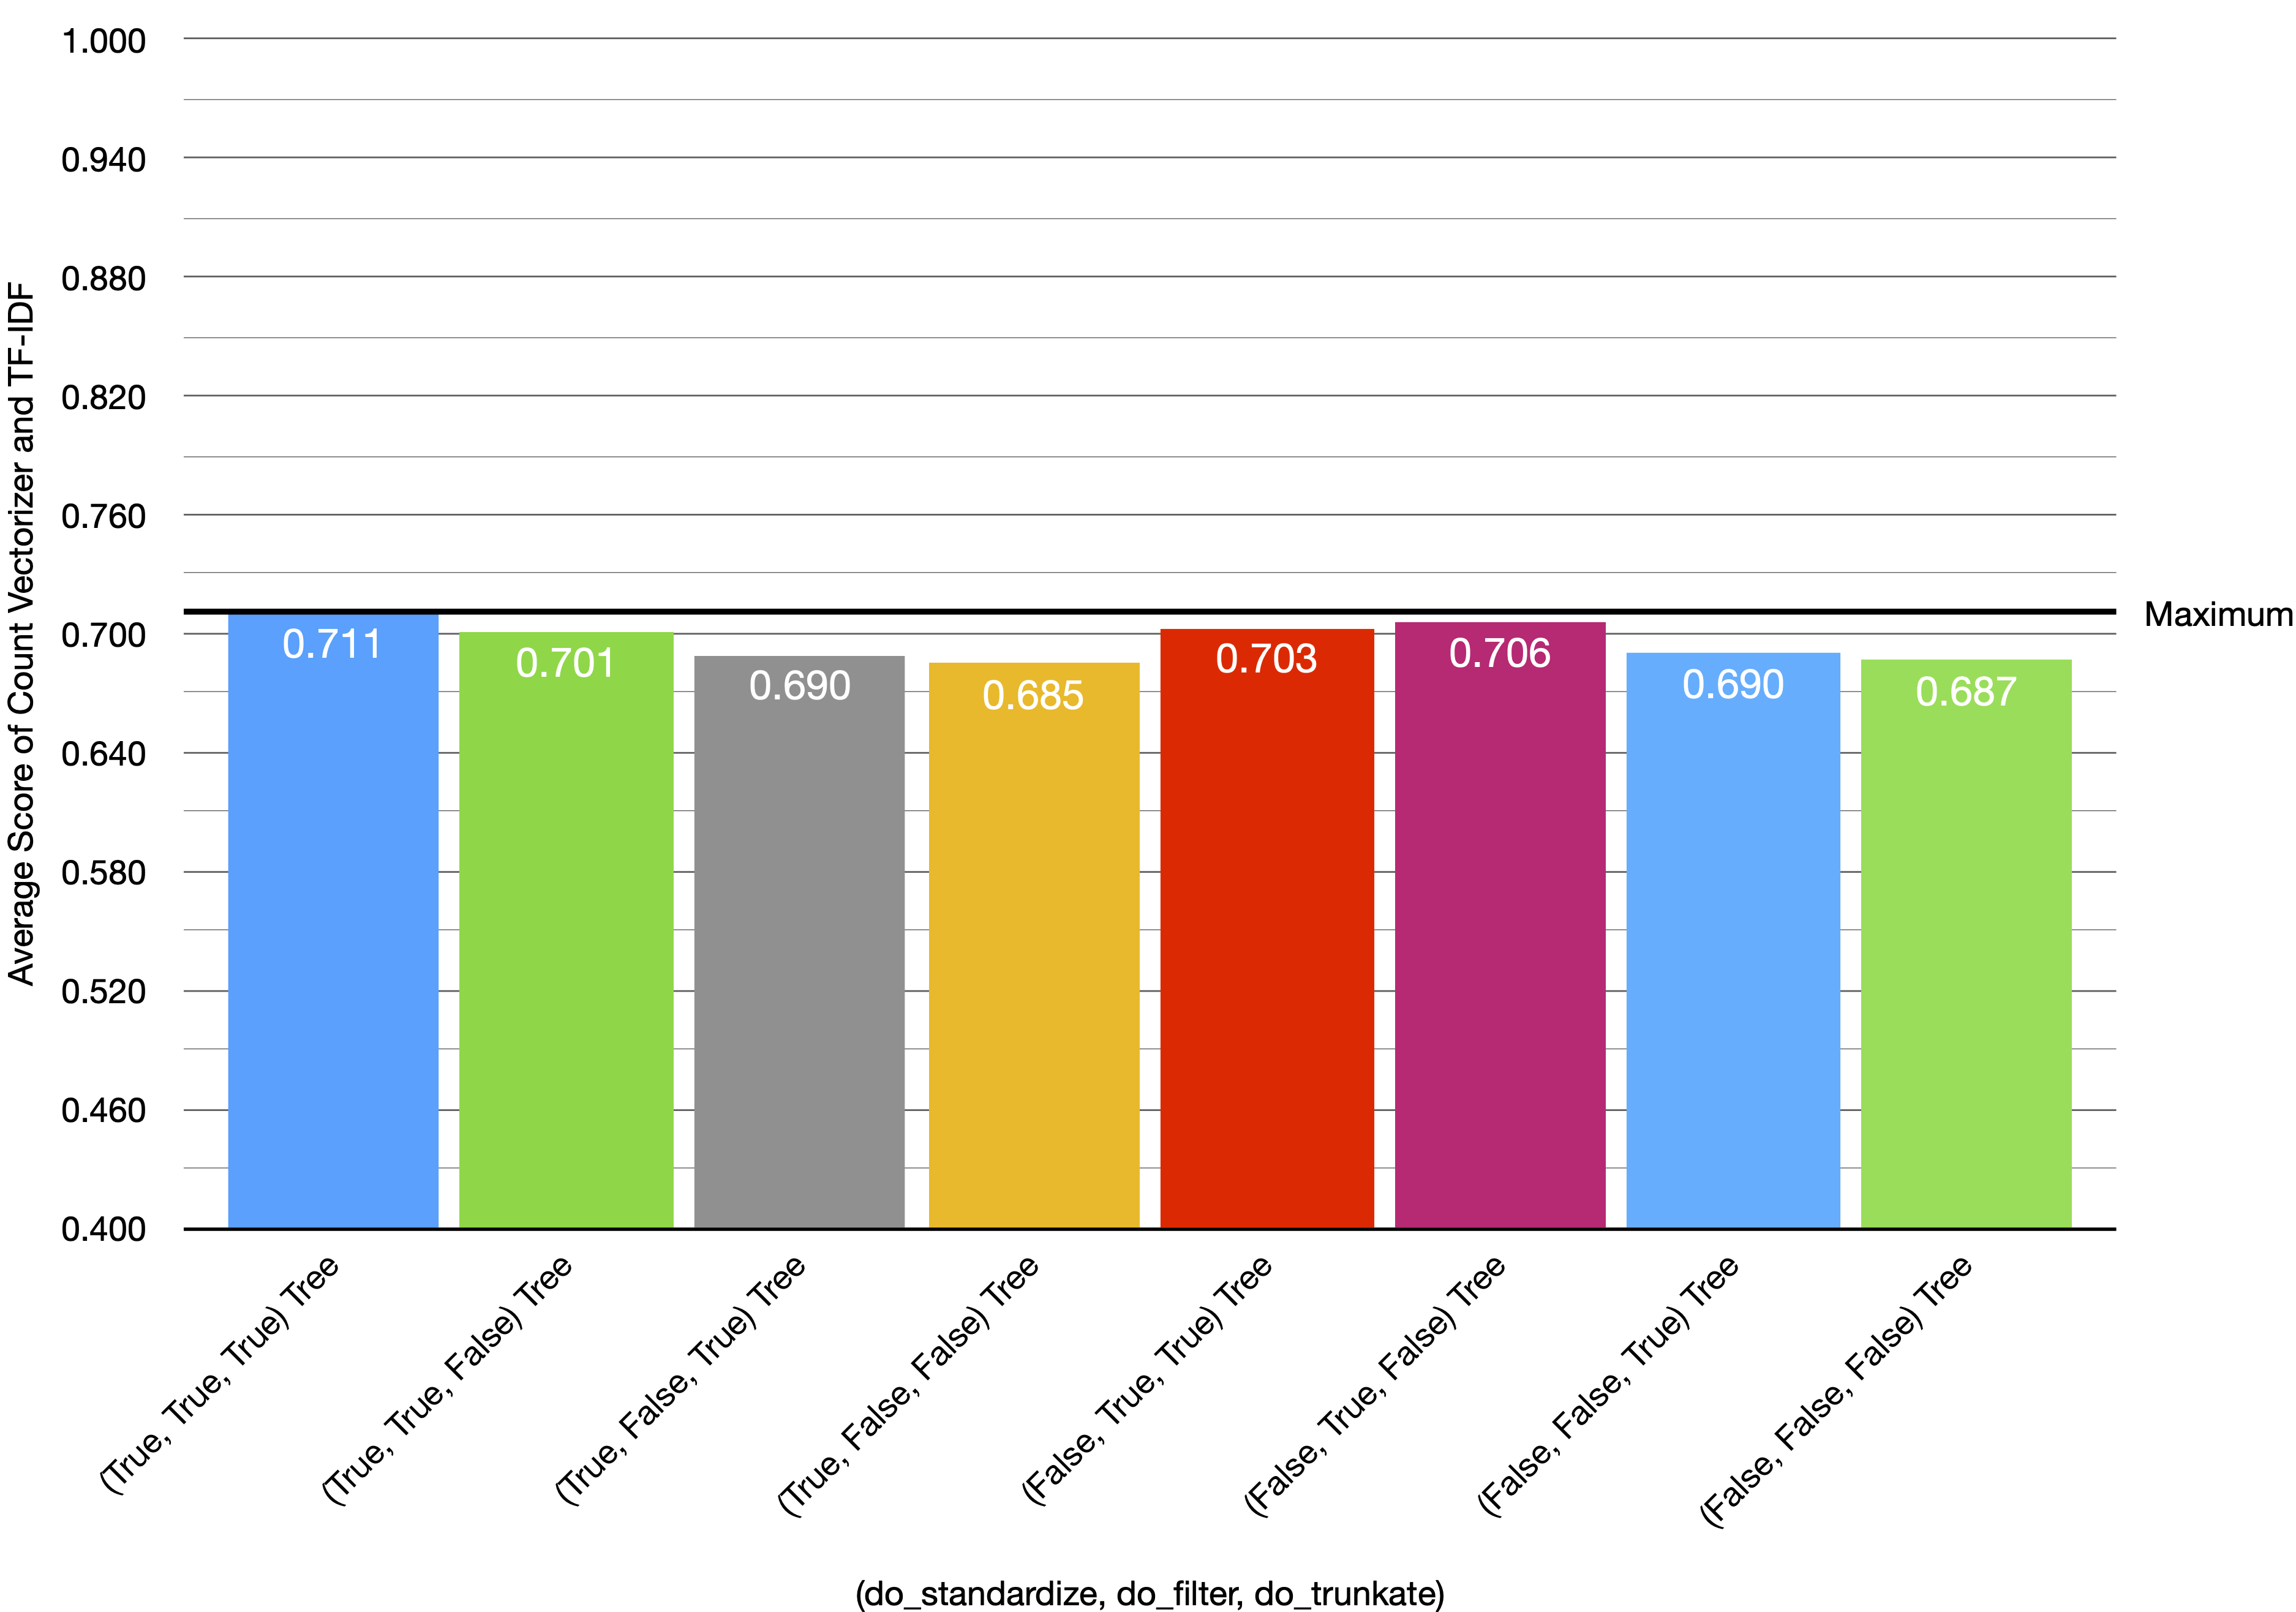 Average Score of Count Vectorizer and TF-IDF
1.000
0.940
0.880
0.820
0.760
0.700
0.640
0.580
0.520
0.460
0.400
Maximum
0.711
0.701
0.690
0.685
0.703
0.706
0.690
0.687
(True, True, True) Tree
(True, True, False) Tree
(True, False, True) Tree
(True, False, False) Tree
(False, True, True) Tree
(False, True, False) Tree
(False, False, True) Tree
(False, False, False) Tree
(do_standardize, do_filter, do_trunkate)